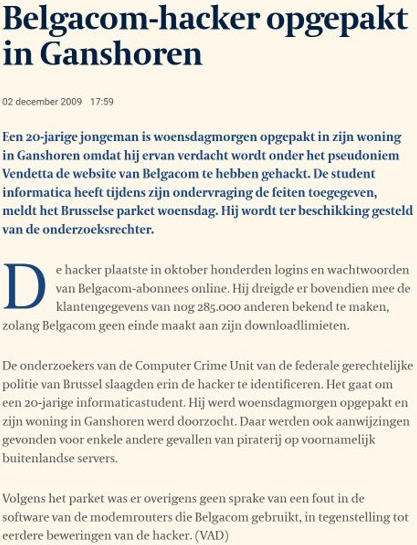 Belgacom-hacker opgepakt
in Ganshoren
02 december 2009 17:59
Een 20-jarige jongeman is woensdagmorgen opgepakt in zijn woning
in Ganshoren omdat hij ervan verdacht wordt onder het pseudoniem
Vendetta de website van Belgacom te hebben gehackt. De student
informatica heeft tijdens zijn ondervraging de feiten toegegeven,
meldt het Brusselse parket woensdag. Hij wordt ter beschikking gesteld
van de onderzoeksrechter.
De hacker plaatste in oktober honderden logins en wachtwoorden
van Belgacom-abonnees online. Hij dreigde er bovendien mee de
klantengegevens van nog 285.000 anderen bekend te maken,
zolang Belgacom geen einde maakt aan zijn downloadlimieten.
De onderzoekers van de Computer Crime Unit van de federale gerechtelijke
politie van Brussel slaagden erin de hacker te identificeren. Het gaat om
een 20-jarige informaticastudent. Hij werd woensdagmorgen opgepakt en
zijn woning in Ganshoren werd doorzocht. Daar werden ook aanwijzingen
gevonden voor enkele andere gevallen van piraterij op voornamelijk
buitenlandse servers.
Volgens het parket was er overigens geen sprake van een fout in de
software van de modemrouters die Belgacom gebruikt, in tegenstelling tot
eerdere beweringen van de hacker. (VAD)